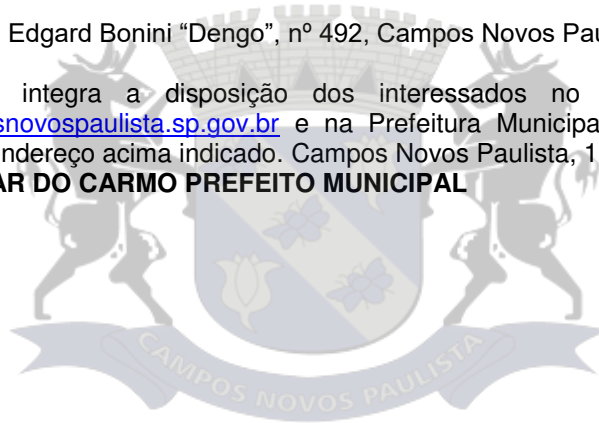 Edgard Bonini “Dengo”, nº 492, Campos Novos Pau
integra a disposição dos interessados no
snovospaulista.sp.gov.br e na Prefeitura Municipa
ndereço acima indicado. Campos Novos Paulista, 1
AR DO CARMO PREFEITO MUNICIPAL
CAMPOS NOVOS PAULISTA